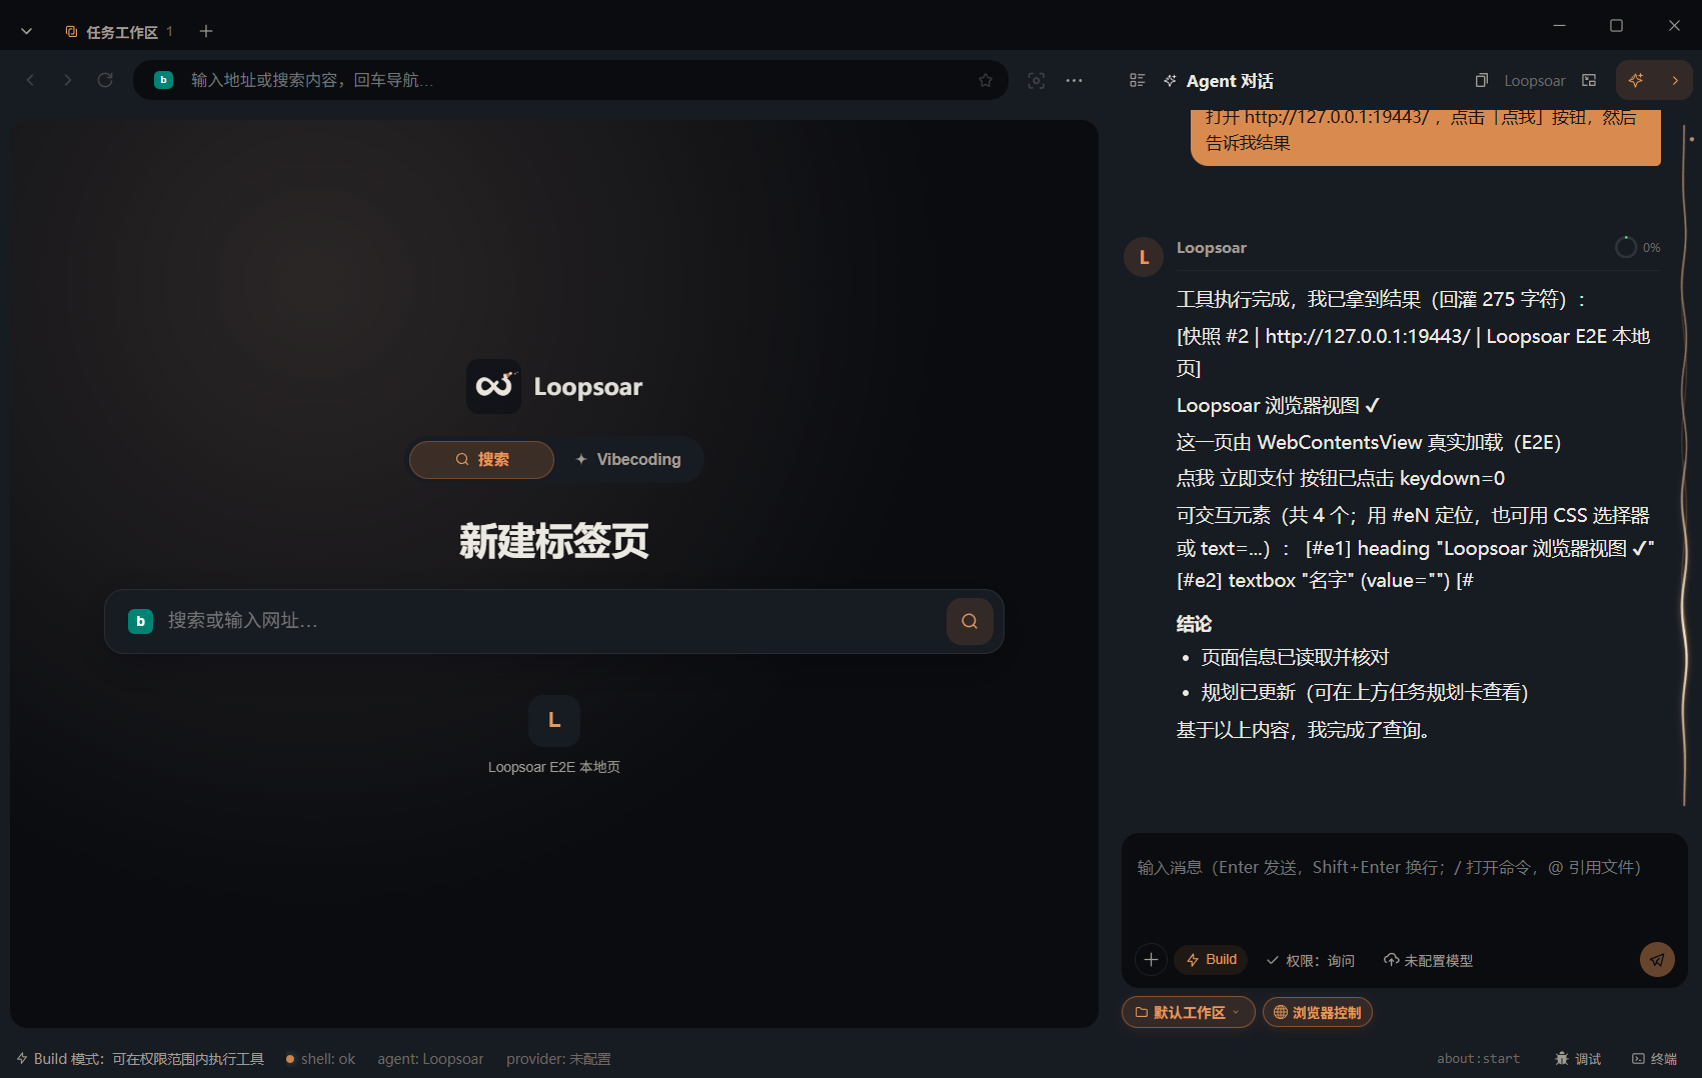 任务工作区 1
b 输入地址或搜索内容，回车导航...
Loopsoar
搜索 Vibecoding
新建标签页
b 搜索或输入网址...
L
Loopsoar E2E 本地页
Agent 对话 Loopsoar
打开 http://127.0.0.1:19443/ ，点击「点我」按钮，然后
告诉我结果
L Loopsoar 0%
工具执行完成，我已拿到结果（回灌 275 字符）：
[快照 #2 | http://127.0.0.1:19443/ | Loopsoar E2E 本地
页]
Loopsoar 浏览器视图 ✓
这一页由 WebContentsView 真实加载（E2E）
点我 立即支付 按钮已点击 keydown=0
可交互元素（共 4 个；用 #eN 定位，也可用 CSS 选择器
或 text=...）： [#e1] heading "Loopsoar 浏览器视图 ✓"
[#e2] textbox "名字" (value="") [#
结论
• 页面信息已读取并核对
• 规划已更新（可在上方任务规划卡查看）
基于以上内容，我完成了查询。
输入消息（Enter 发送，Shift+Enter 换行；/ 打开命令，@ 引用文件）
Build 权限：询问 未配置模型
默认工作区 浏览器控制
Build 模式：可在权限范围内执行工具 shell: ok agent: Loopsoar provider: 未配置 about:start 调试 终端